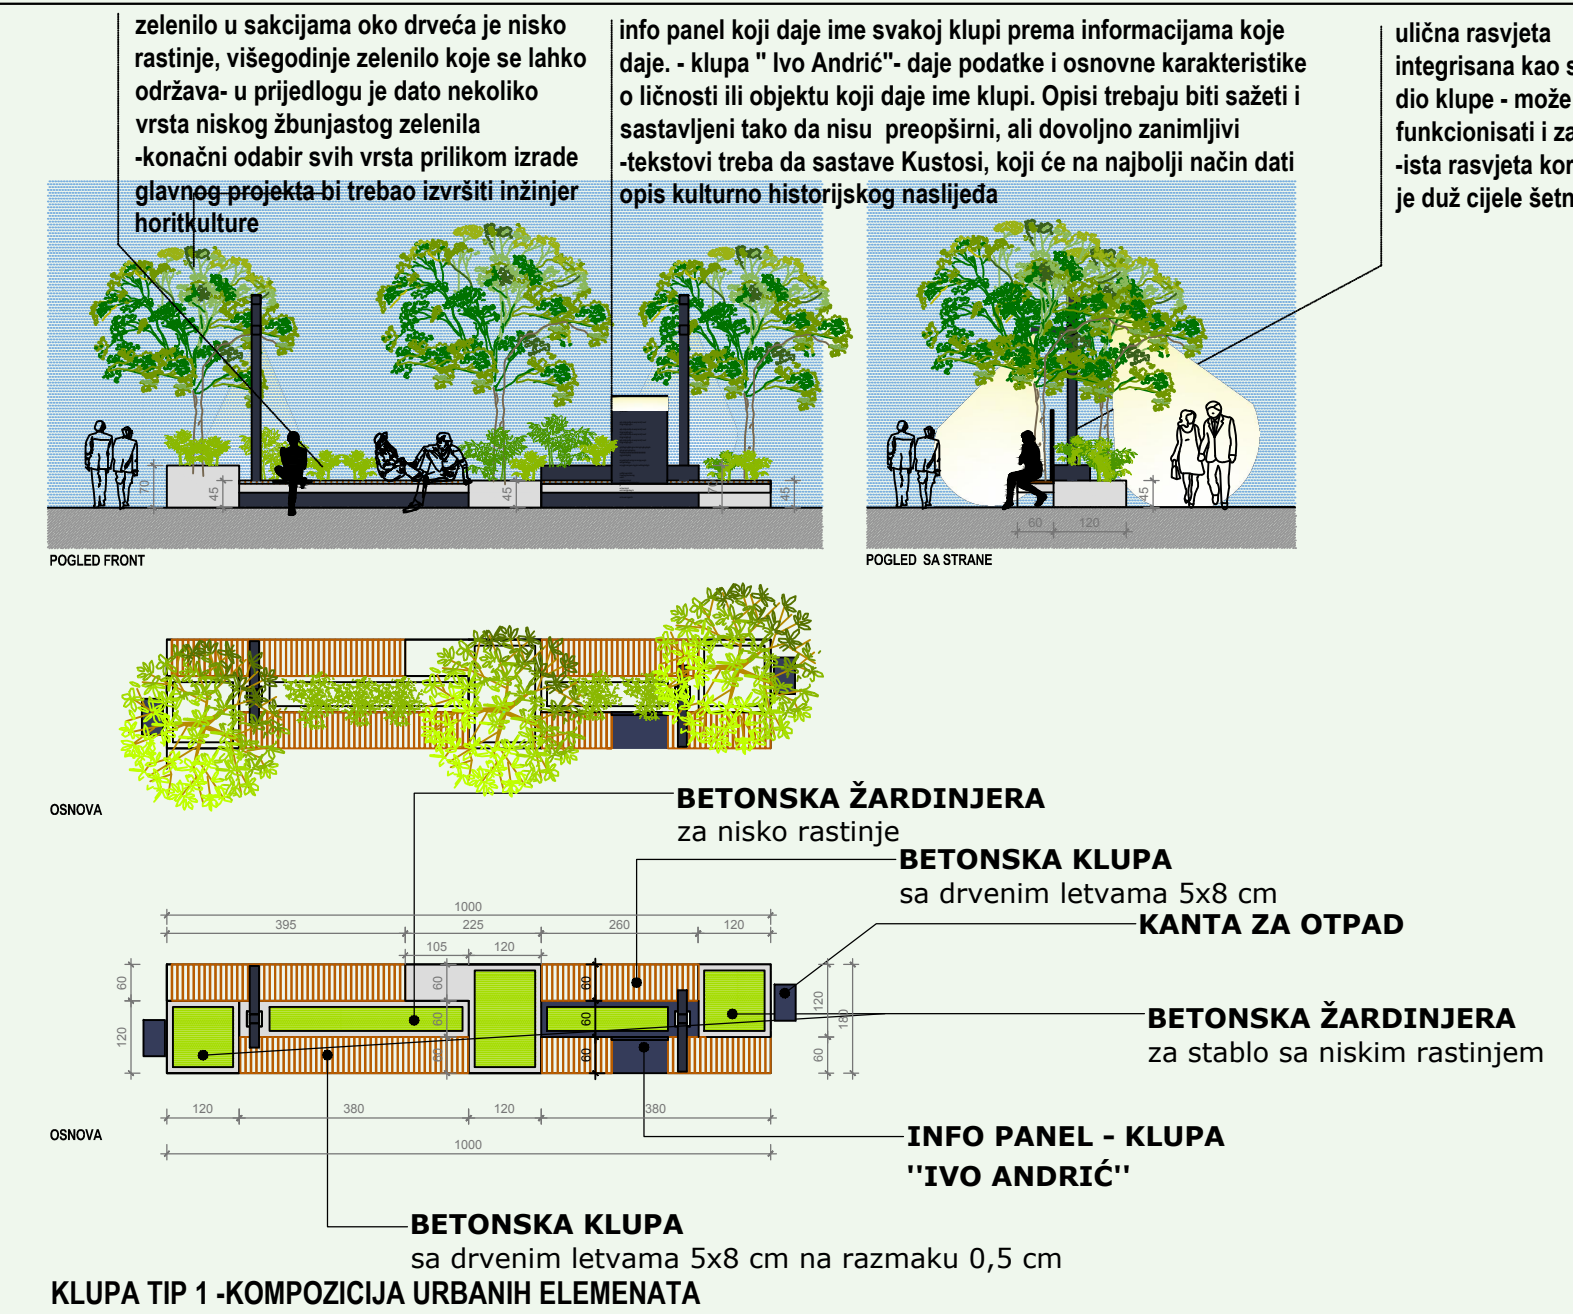 zelenilo u sakcijama oko drveća je nisko
rastinje, višegodinje zelenilo koje se lahko
održava- u prijedlogu je dato nekoliko
vrsta niskog žbunjastog zelenila
-konačni odabir svih vrsta prilikom izrade
glavnog projekta bi trebao izvršiti inžinjer
horitkulture
info panel koji daje ime svakoj klupi prema informacijama koje
daje. - klupa " Ivo Andrić"- daje podatke i osnovne karakteristike
o ličnosti ili objektu koji daje ime klupi. Opisi trebaju biti sažeti i
sastavljeni tako da nisu preopširni, ali dovoljno zanimljivi
-tekstovi treba da sastave Kustosi, koji će na najbolji način dati
opis kulturno historijskog naslijeđa
ulična rasvjeta
integrisana kao s
dio klupe - može
funkcionisati i za
-ista rasvjeta kor
je duž cijele šetn
70 45 45 70 45
POGLED FRONT
45
60 120
POGLED SA STRANE
OSNOVA
BETONSKA ŽARDINJERA
za nisko rastinje
BETONSKA KLUPA
sa drvenim letvama 5x8 cm
KANTA ZA OTPAD
1000
395 225 260 120
105 120
60 60 60 120
120 60 60 180
60 60 60
BETONSKA ŽARDINJERA
za stablo sa niskim rastinjem
120 380 120 380
OSNOVA
1000
INFO PANEL - KLUPA
''IVO ANDRIĆ''
BETONSKA KLUPA
sa drvenim letvama 5x8 cm na razmaku 0,5 cm
KLUPA TIP 1 -KOMPOZICIJA URBANIH ELEMENATA